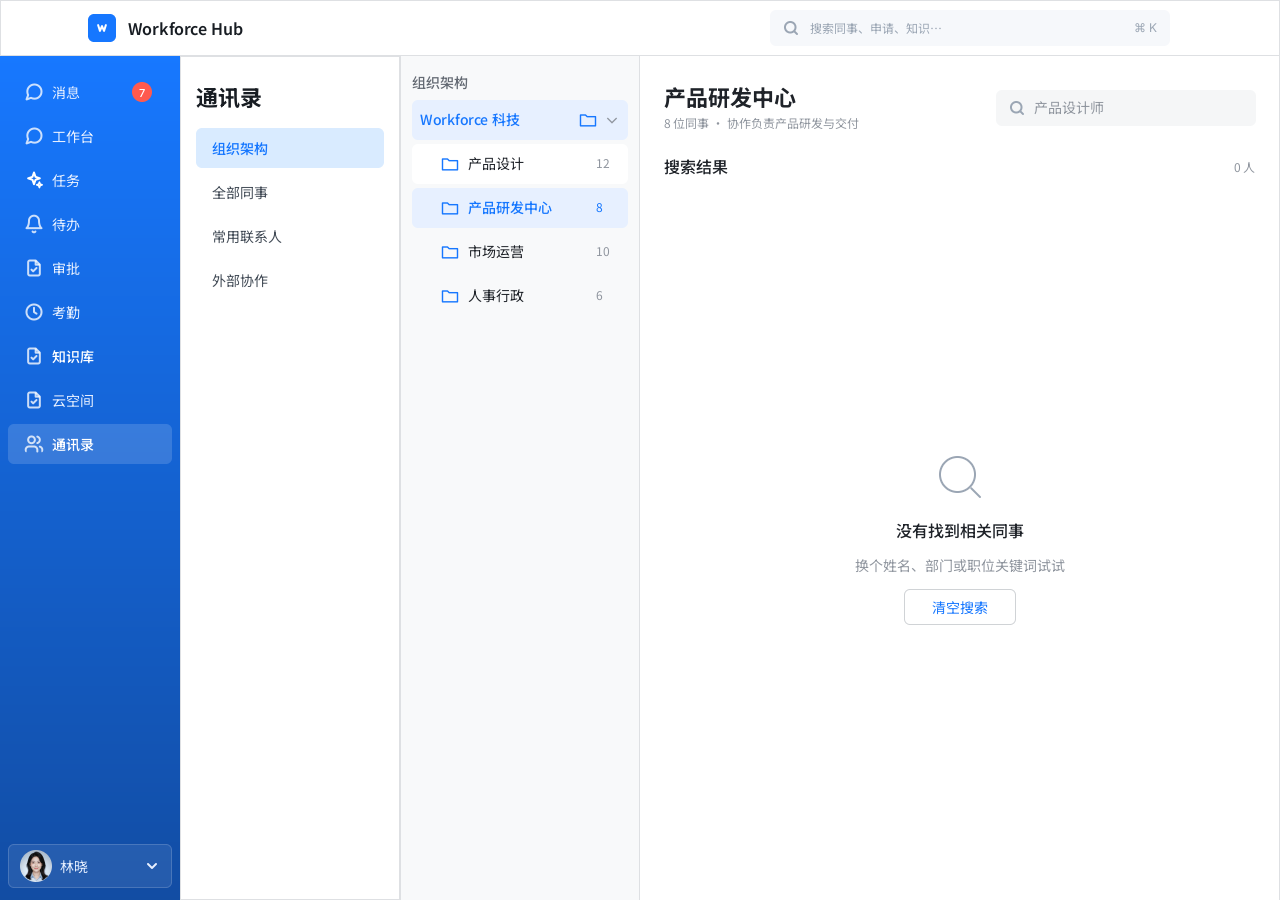 W Workforce Hub
搜索同事、申请、知识…
⌘ K
消息
7
工作台
任务
待办
审批
考勤
知识库
云空间
通讯录
林晓
通讯录
组织架构
全部同事
常用联系人
外部协作
组织架构
Workforce 科技
产品设计 12
产品研发中心 8
市场运营 10
人事行政 6
产品研发中心
8 位同事 · 协作负责产品研发与交付
产品设计师
搜索结果
0 人
没有找到相关同事
换个姓名、部门或职位关键词试试
清空搜索